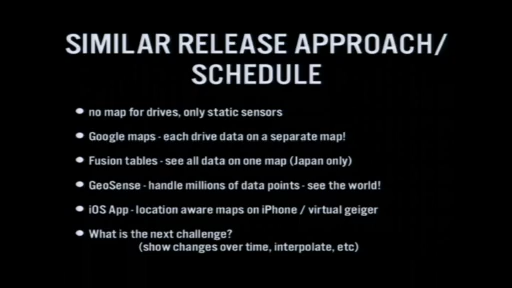 SIMILAR RELEASE APPROACH/
SCHEDULE
no map for drives, only static sensors
Google maps - each drive data on a separate map!
Fusion tables - see all data on one map (Japan only)
GeoSense - handle millions of data points - see the world!
iOS App - location aware maps on iPhone / virtual geiger
What is the next challenge?
(show changes over time, interpolate, etc)